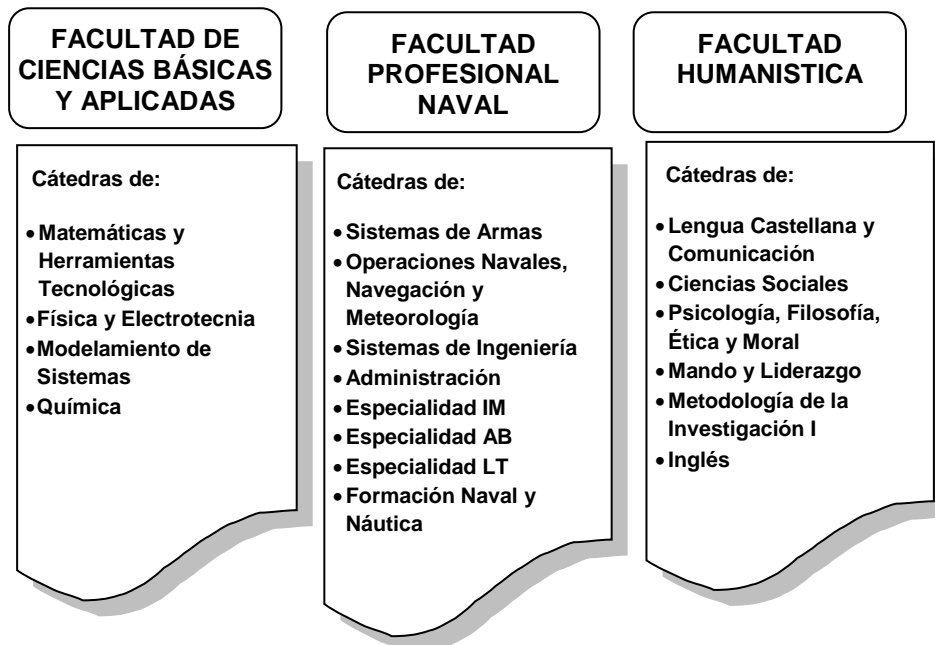 FACULTAD DE
CIENCIAS BÁSICAS
Y APLICADAS
Cátedras de:
•Matemáticas y
Herramientas
Tecnológicas
•Física y Electrotecnia
•Modelamiento de
Sistemas
•Química
FACULTAD
PROFESIONAL
NAVAL
Cátedras de:
•Sistemas de Armas
•Operaciones Navales,
Navegación y
Meteorología
•Sistemas de Ingeniería
•Administración
•Especialidad IM
•Especialidad AB
•Especialidad LT
•Formación Naval y
Náutica
FACULTAD
HUMANISTICA
Cátedras de:
•Lengua Castellana y
Comunicación
•Ciencias Sociales
•Psicología, Filosofía,
Ética y Moral
•Mando y Liderazgo
•Metodología de la
Investigación I
•Inglés